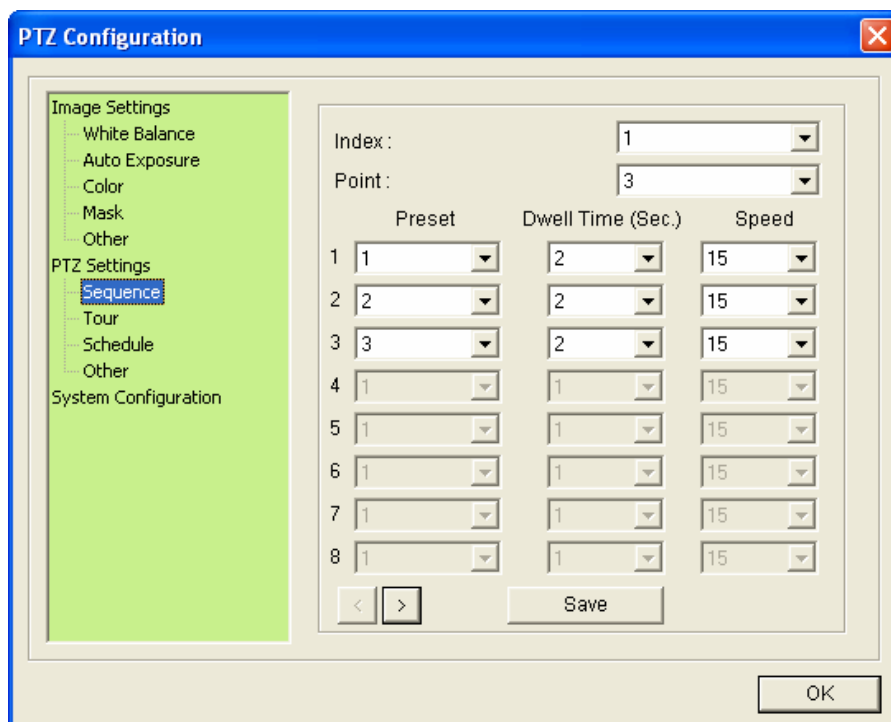 PTZ Configuration
Image Settings
White Balance
Auto Exposure
Color
Mask
Other
PTZ Settings
Sequence
Tour
Schedule
Other
System Configuration
Index : 1
Point : 3
Preset Dwell Time (Sec.) Speed
1 1 2 15
2 2 2 15
3 3 2 15
4 1 1 15
5 1 1 15
6 1 1 15
7 1 1 15
8 1 1 15
< > Save
OK